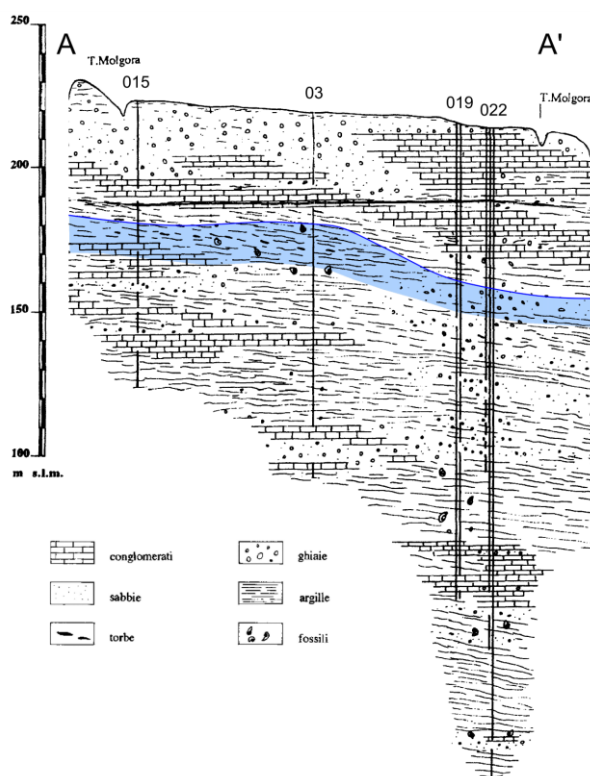 250
A
A'
T.Molgora
015
03
019
022
T.Molgora
200
150
100
m s.l.m.
conglomerati
ghiaie
sabbie
argille
torbe
fossili